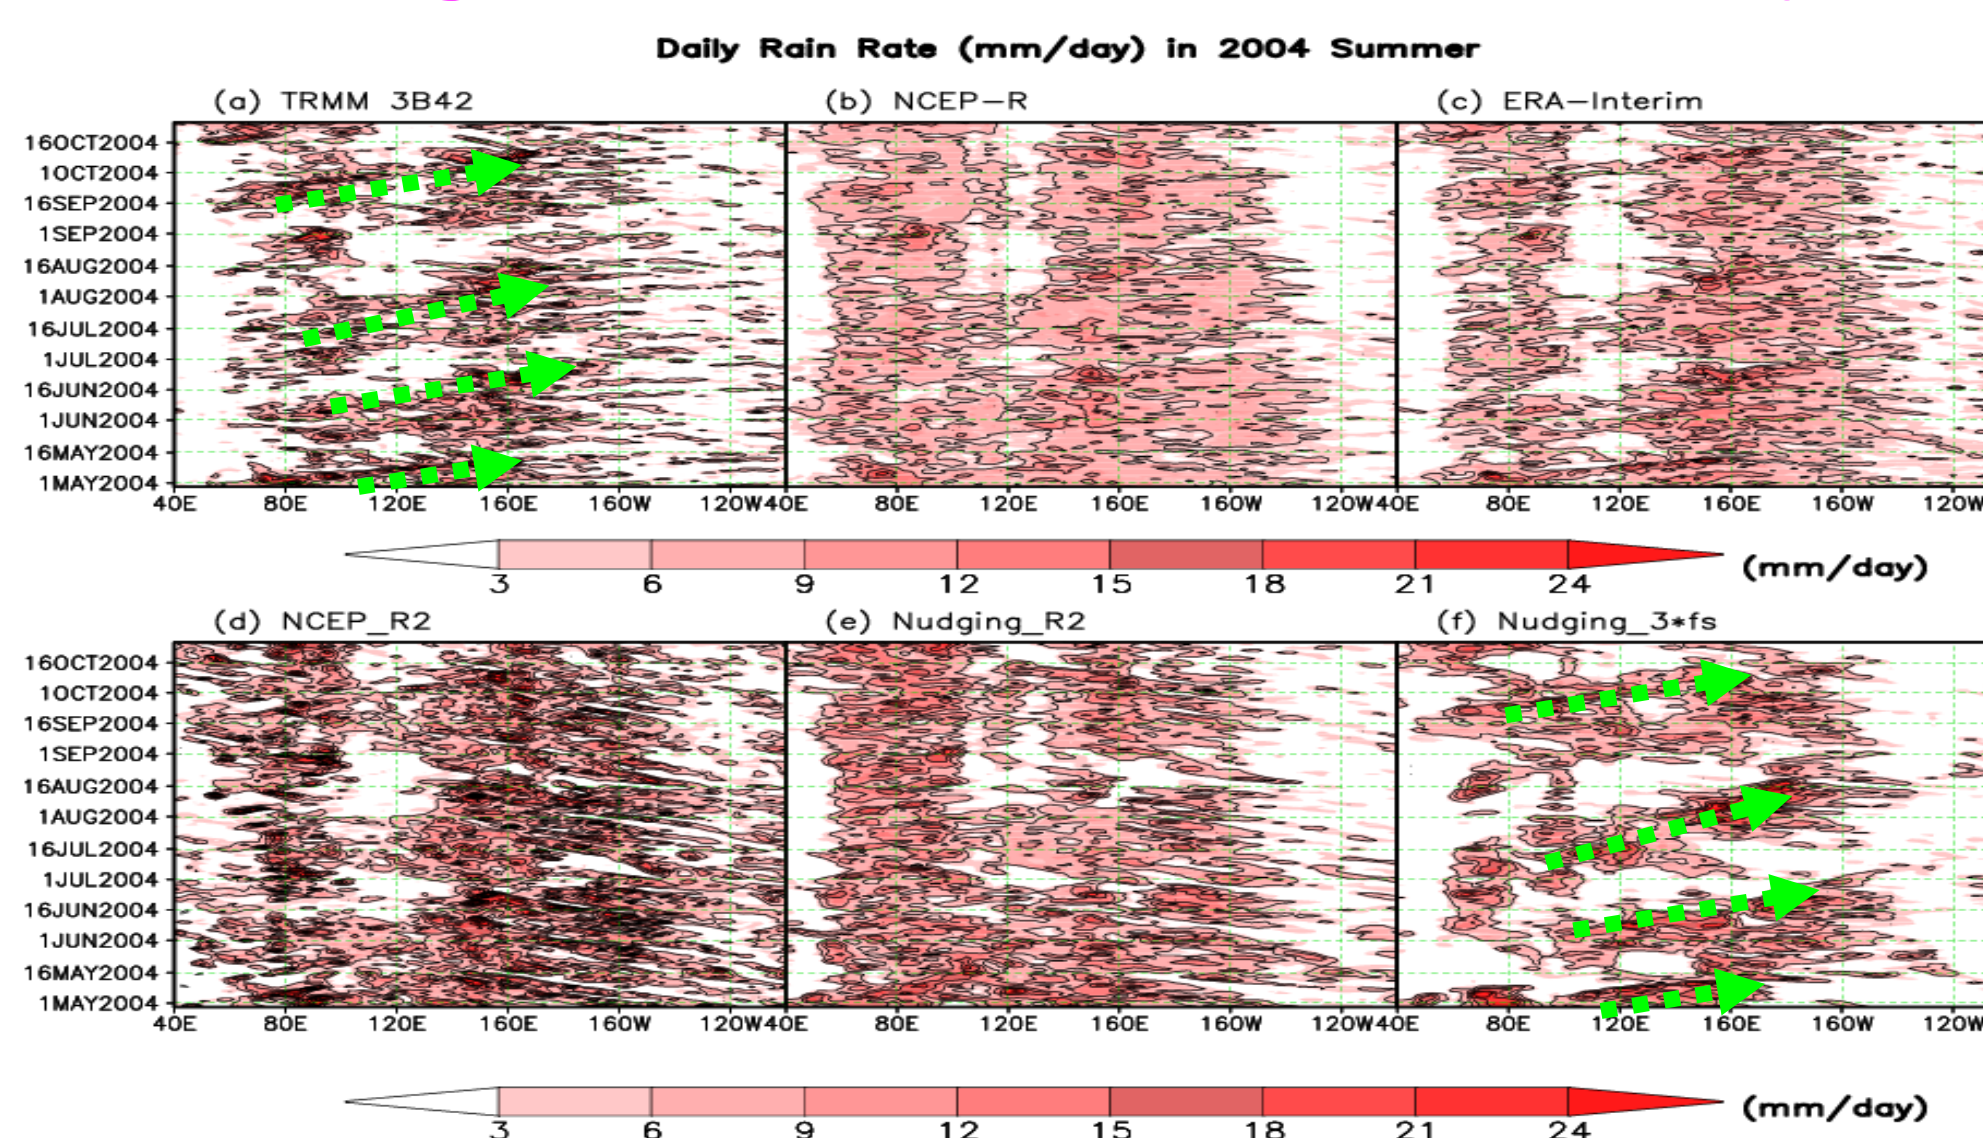 Daily Rain Rate (mm/day) in 2004 Summer
(a) TRMM 3B42
(b) NCEP-R
(c) ERA-Interim
16OCT2004
1OCT2004
16SEP2004
1SEP2004
16AUG2004
1AUG2004
16JUL2004
1JUL2004
16JUN2004
1JUN2004
16MAY2004
1MAY2004
40E 80E 120E 160E 160W 120W40E 80E 120E 160E 160W 120W40E 80E 120E 160E 160W 120W
3 6 9 12 15 18 21 24 (mm/day)
(d) NCEP_R2
(e) Nudging_R2
(f) Nudging_3*fs
16OCT2004
1OCT2004
16SEP2004
1SEP2004
16AUG2004
1AUG2004
16JUL2004
1JUL2004
16JUN2004
1JUN2004
16MAY2004
1MAY2004
40E 80E 120E 160E 160W 120W40E 80E 120E 160E 160W 120W40E 80E 120E 160E 160W 120W
3 6 9 12 15 18 21 24 (mm/day)